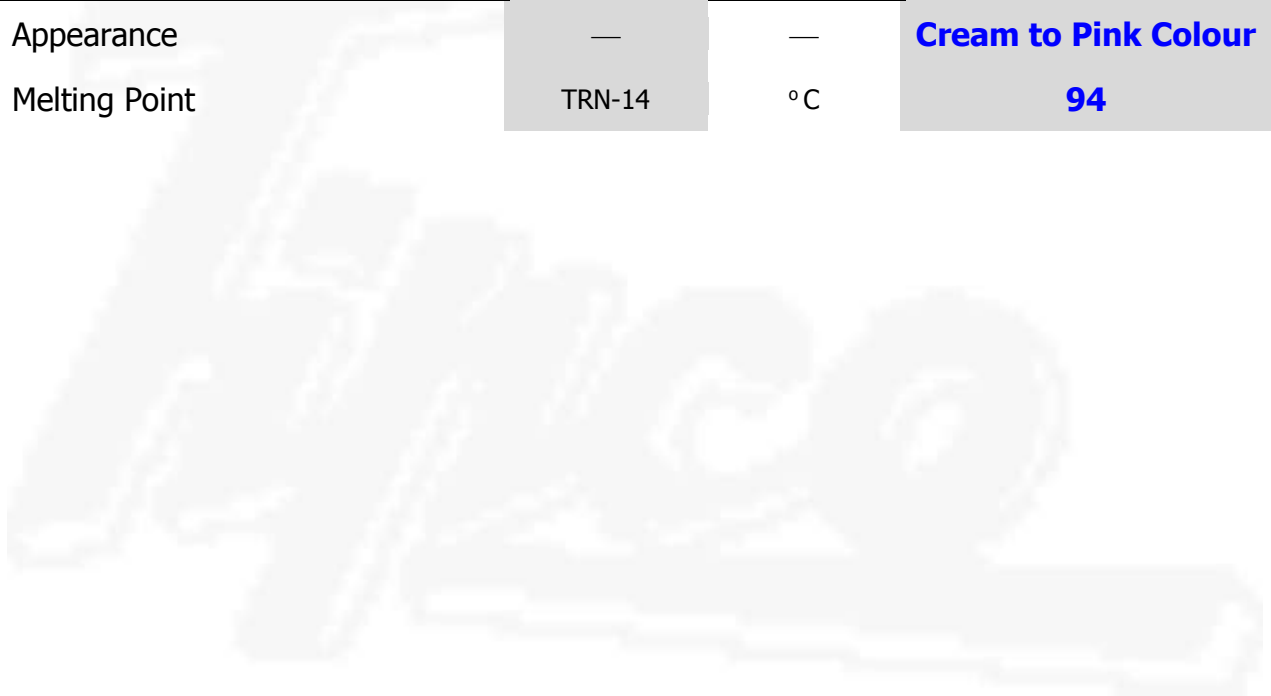 Appearance — — Cream to Pink Colour
Melting Point TRN-14 º C 94